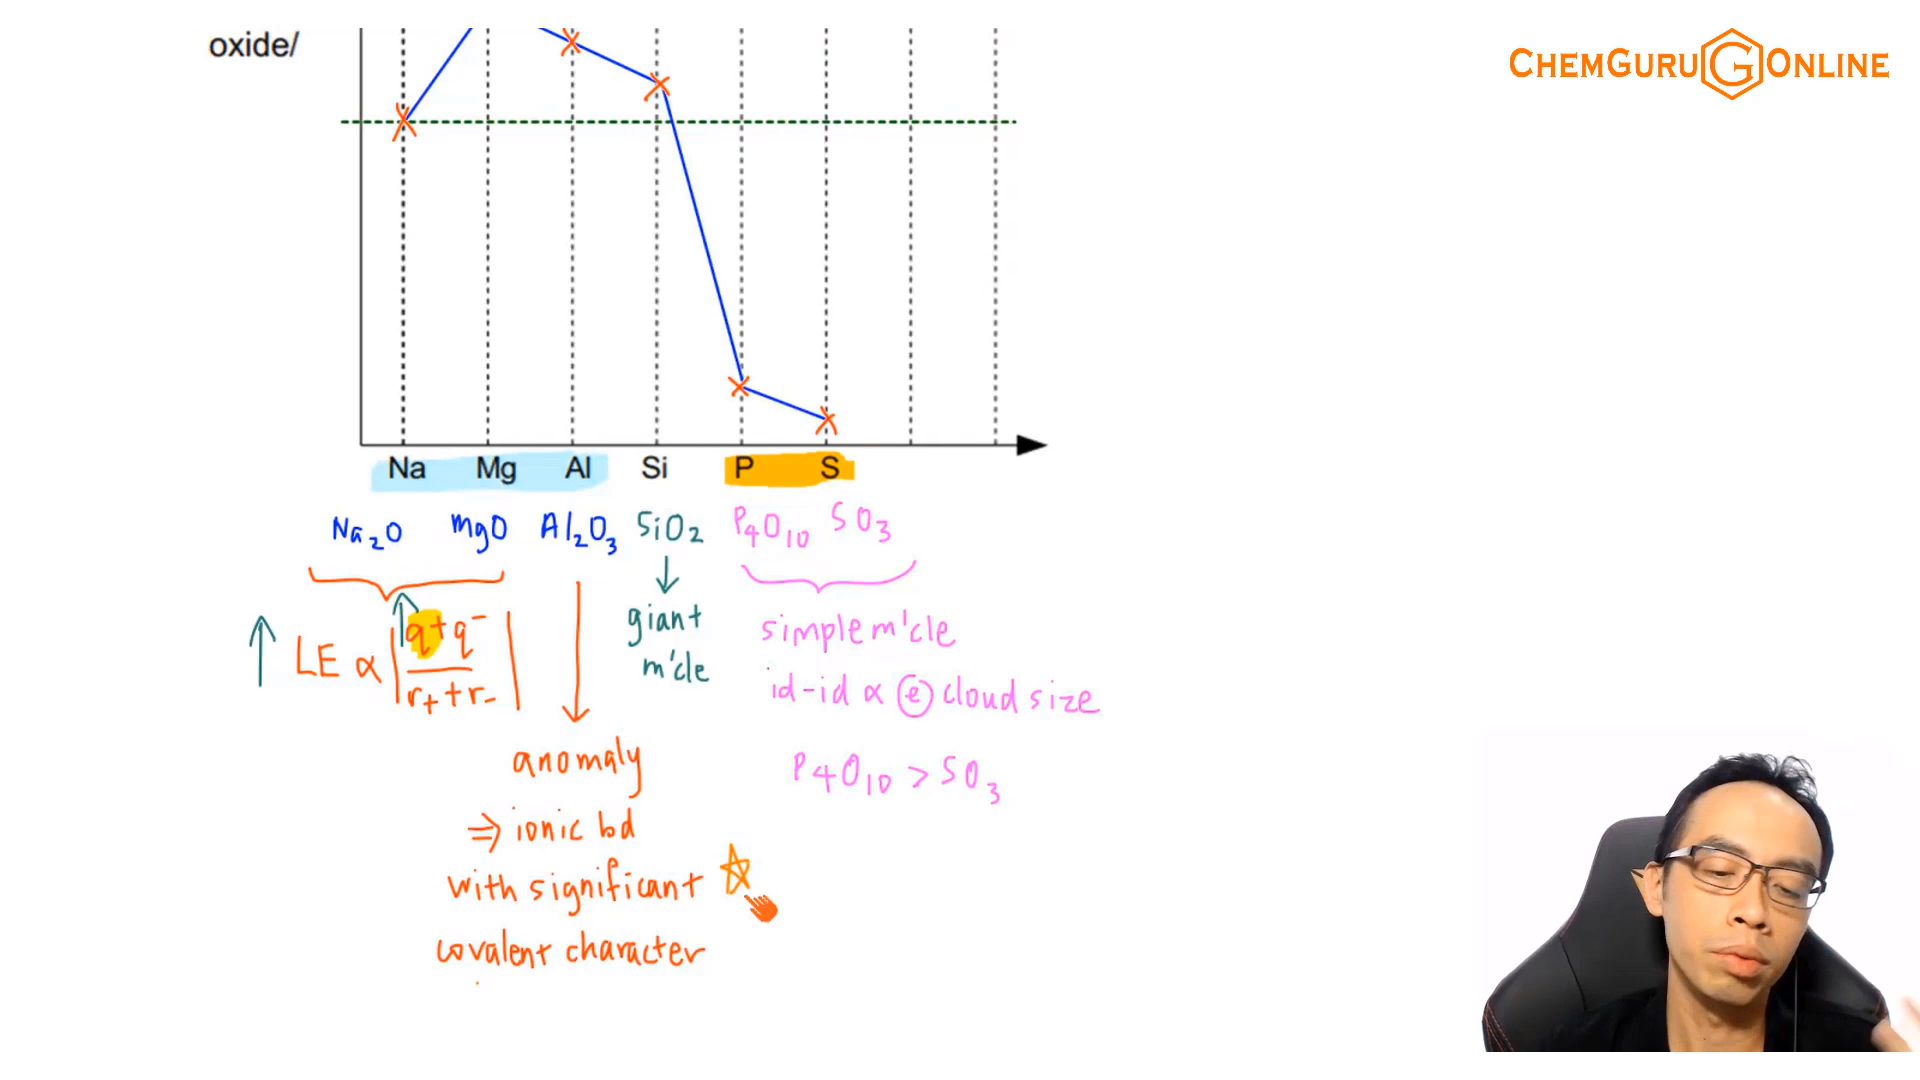 oxide/
CHEMGURU G ONLINE
Na Mg Al Si P S
Na₂O MgO Al₂O₃ SiO₂ P₄O₁₀ SO₃
↑ LE ∝ | q⁺q⁻ / r₊ + r₋ |
giant
m'cle
simple m'cle
id-id ∝ ⓔ cloud size
P₄O₁₀ > SO₃
anomaly
⇒ ionic bd
with significant ☆
covalent character